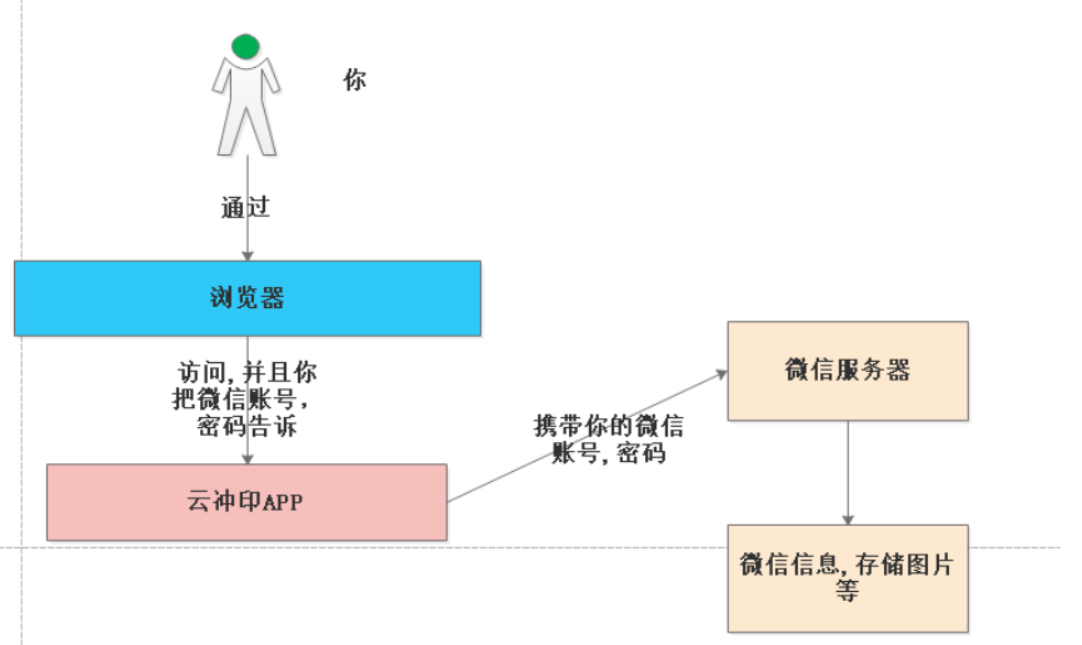 你
通过
浏览器
访问,并且你
把微信账号，
密码告诉
云冲印APP
携带你的微信
账号,密码
微信服务器
微信信息,存储图片
等